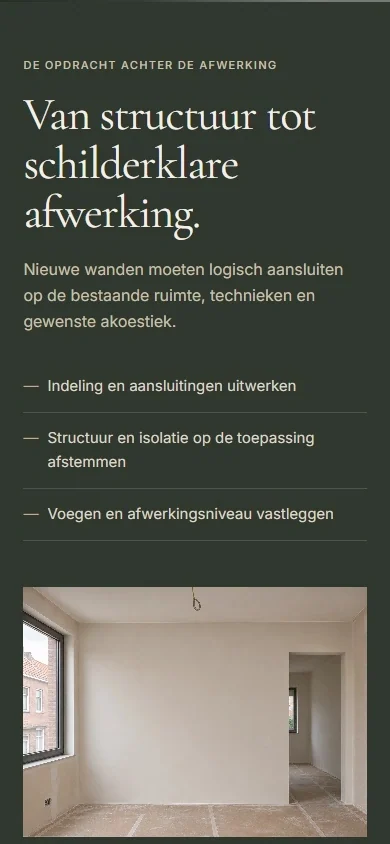 DE OPDRACHT ACHTER DE AFWERKING
Van structuur tot
schilderklare
afwerking.
Nieuwe wanden moeten logisch aansluiten
op de bestaande ruimte, technieken en
gewenste akoestiek.
— Indeling en aansluitingen uitwerken
— Structuur en isolatie op de toepassing
afstemmen
— Voegen en afwerkingsniveau vastleggen